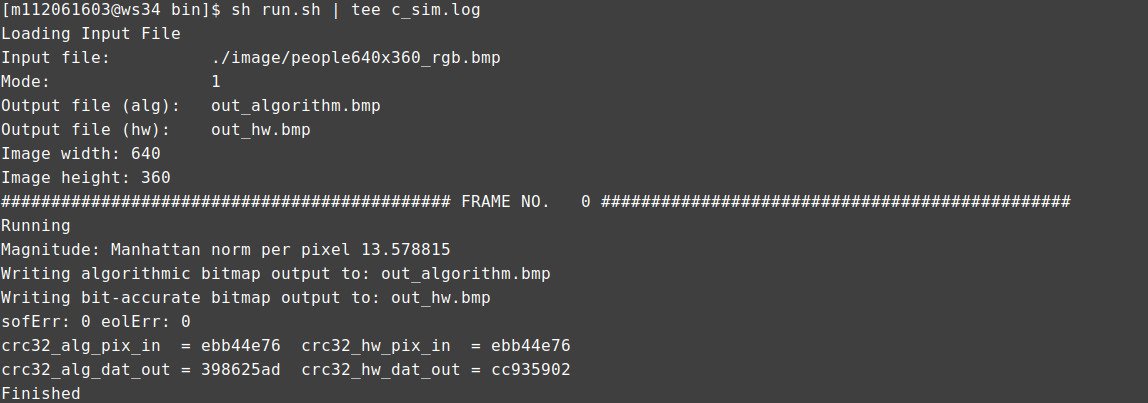 [m112061603@ws34 bin]$ sh run.sh | tee c_sim.log
Loading Input File
Input file:          ./image/people640x360_rgb.bmp
Mode:                1
Output file (alg):   out_algorithm.bmp
Output file (hw):    out_hw.bmp
Image width: 640
Image height: 360
############################################# FRAME NO.   0 ###############################################
Running
Magnitude: Manhattan norm per pixel 13.578815
Writing algorithmic bitmap output to: out_algorithm.bmp
Writing bit-accurate bitmap output to: out_hw.bmp
sofErr: 0 eolErr: 0
crc32_alg_pix_in  = ebb44e76  crc32_hw_pix_in  = ebb44e76
crc32_alg_dat_out = 398625ad  crc32_hw_dat_out = cc935902
Finished